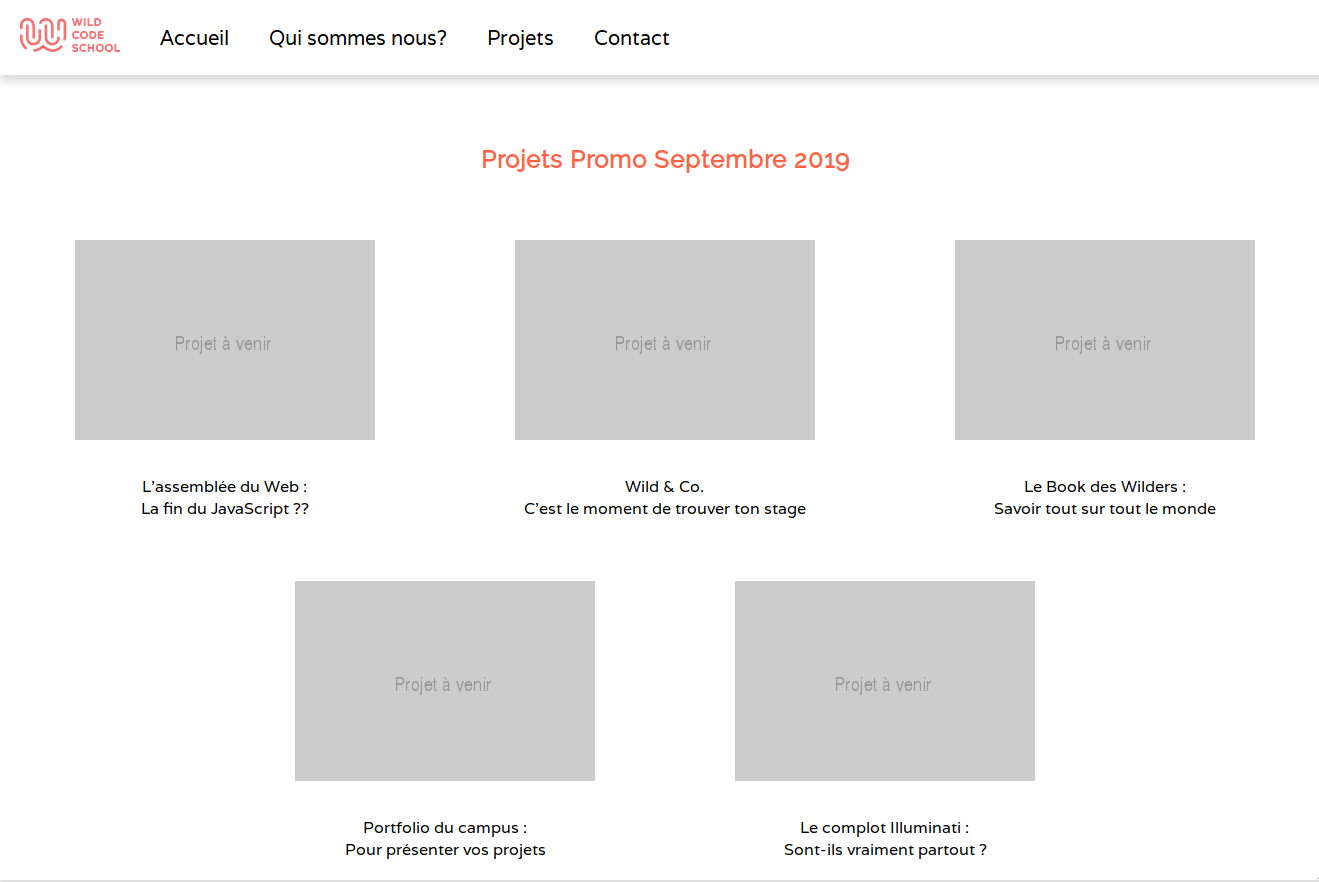 WILD
CODE
SCHOOL
Accueil
Qui sommes nous?
Projets
Contact
Projets Promo Septembre 2019
Projet à venir
Projet à venir
Projet à venir
L'assemblée du Web :
La fin du JavaScript ??
Wild & Co.
C'est le moment de trouver ton stage
Le Book des Wilders :
Savoir tout sur tout le monde
Projet à venir
Projet à venir
Portfolio du campus :
Pour présenter vos projets
Le complot Illuminati :
Sont-ils vraiment partout ?